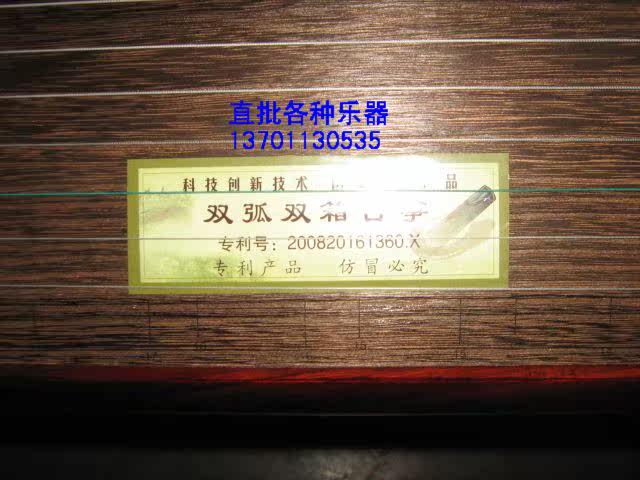 直批各种乐器
13701130535
科技创新技术 品
双弧双箱古筝
专利号：200820161360.X
专利产品 仿冒必究